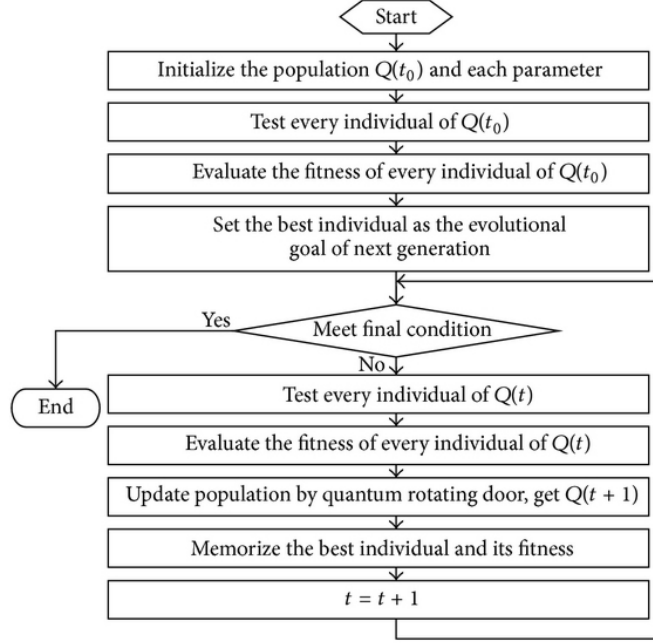 Start
Initialize the population Q(t₀) and each parameter
Test every individual of Q(t₀)
Evaluate the fitness of every individual of Q(t₀)
Set the best individual as the evolutional
goal of next generation
Yes
Meet final condition
No
End
Test every individual of Q(t)
Evaluate the fitness of every individual of Q(t)
Update population by quantum rotating door, get Q(t + 1)
Memorize the best individual and its fitness
t = t + 1